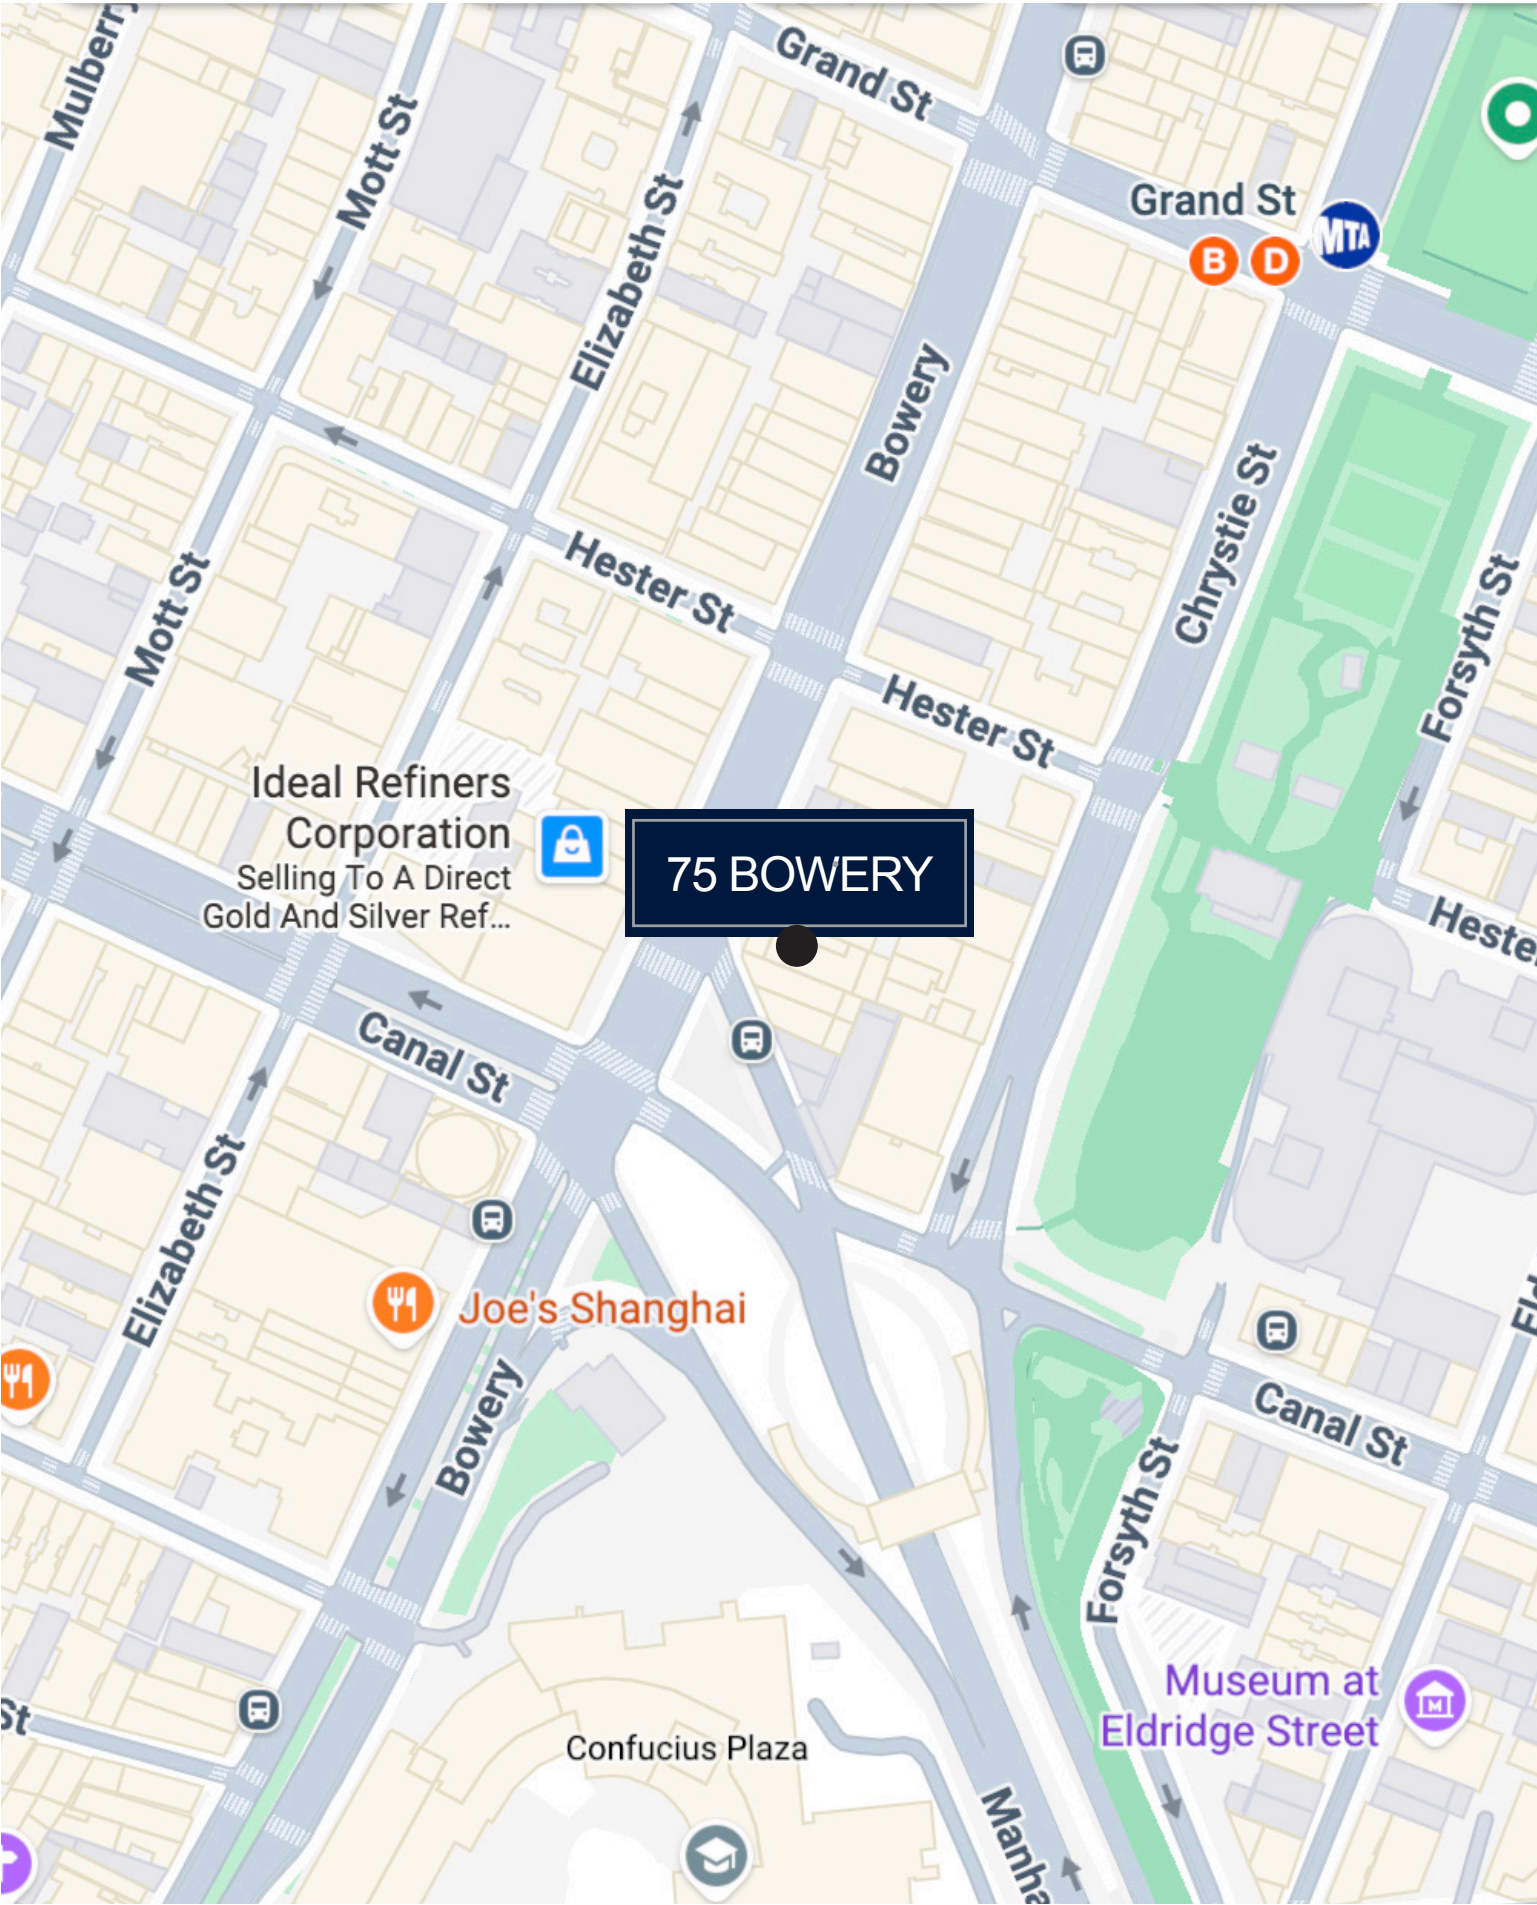 Mulberry
Mott St
Grand St
Grand St
B D
MTA
Elizabeth St
Bowery
Chrystie St
Hester St
Mott St
Forsyth St
Hester St
Ideal Refiners
Corporation
Selling To A Direct
Gold And Silver Ref...
75 BOWERY
Heste
Canal St
Elizabeth St
Joe's Shanghai
Bowery
Canal St
Eld
Forsyth St
Museum at
Eldridge Street
M
St
Confucius Plaza
Manha